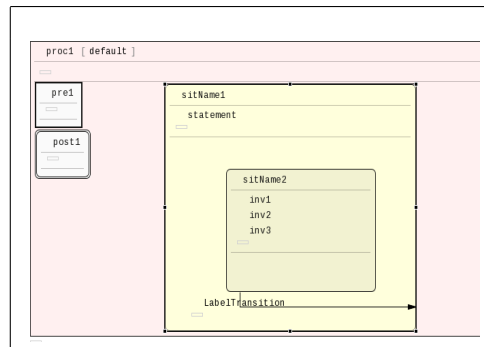 proc1 [ default ]
pre1
post1
sitName1
statement
sitName2
inv1
inv2
inv3
LabelTransition